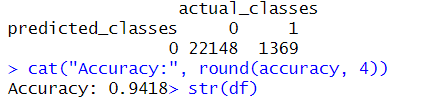 actual_classes
predicted_classes 0 1
0 22148 1369
> cat("Accuracy:", round(accuracy, 4))
Accuracy: 0.9418> str(df)